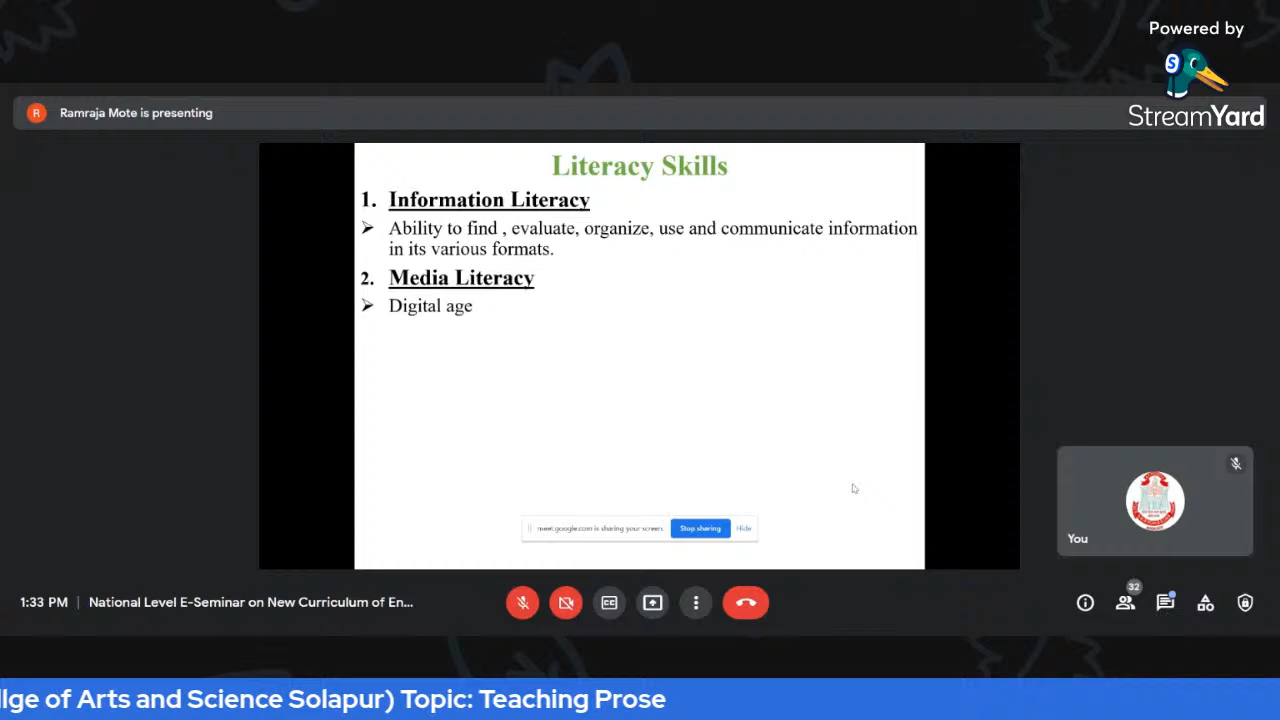 Powered by
StreamYard
R
Ramraja Mote is presenting
Literacy Skills
1. Information Literacy
➢ Ability to find , evaluate, organize, use and communicate information
in its various formats.
2. Media Literacy
➢ Digital age
meet.google.com is sharing your screen.
Stop sharing
Hide
You
1:33 PM | National Level E-Seminar on New Curriculum of En...
32
llge of Arts and Science Solapur) Topic: Teaching Prose